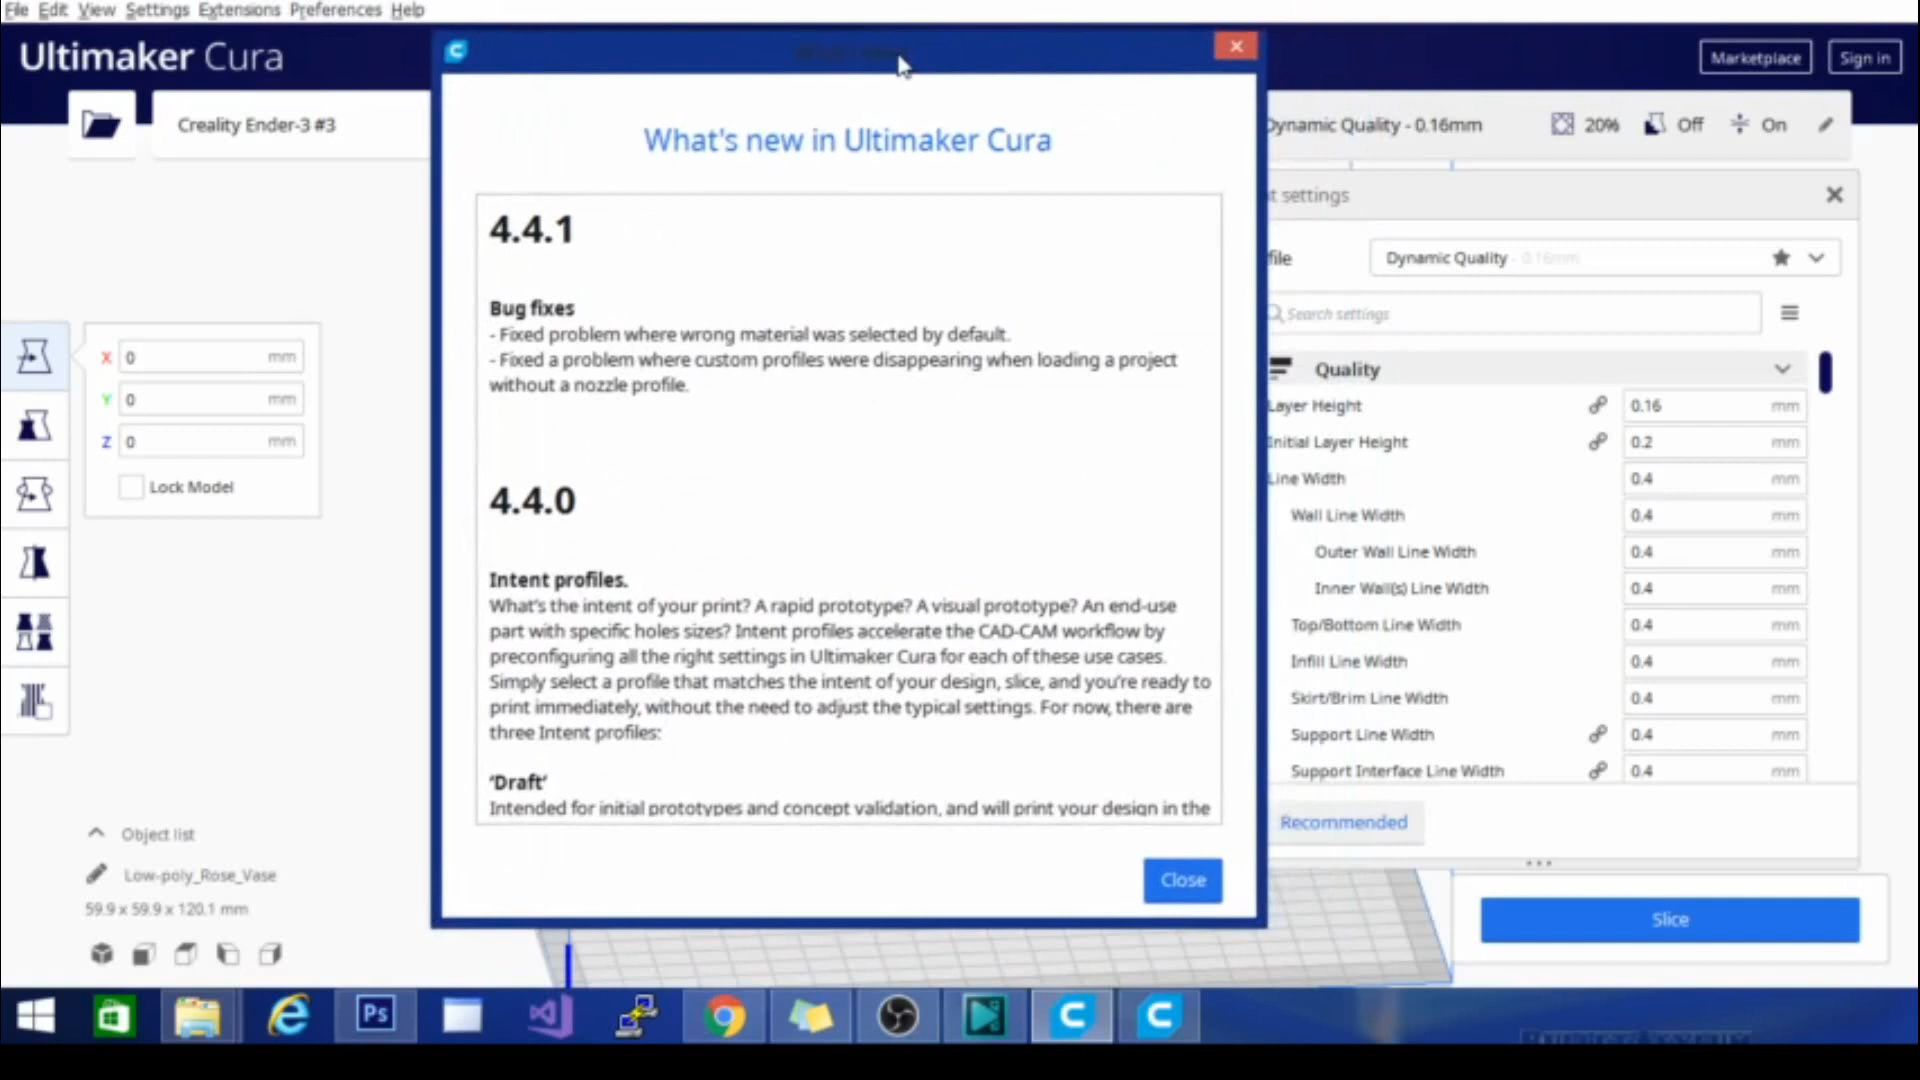 File Edit View Settings Extensions Preferences Help
Ultimaker Cura
Marketplace
Sign in
Creality Ender-3 #3
Dynamic Quality - 0.16mm
20%
Off
On
What's new in Ultimaker Cura
4.4.1
Bug fixes
- Fixed problem where wrong material was selected by default.
- Fixed a problem where custom profiles were disappearing when loading a project
without a nozzle profile.
4.4.0
Intent profiles.
What's the intent of your print? A rapid prototype? A visual prototype? An end-use
part with specific holes sizes? Intent profiles accelerate the CAD-CAM workflow by
preconfiguring all the right settings in Ultimaker Cura for each of these use cases.
Simply select a profile that matches the intent of your design, slice, and you're ready to
print immediately, without the need to adjust the typical settings. For now, there are
three Intent profiles:
'Draft'
Intended for initial prototypes and concept validation, and will print your design in the
Close
X 0 mm
Y 0 mm
Z 0 mm
Lock Model
Object list
Low-poly_Rose_Vase
59.9 x 59.9 x 120.1 mm
t settings
file
Dynamic Quality - 0.16mm
Search settings
Quality
Layer Height 0.16 mm
Initial Layer Height 0.2 mm
Line Width 0.4 mm
Wall Line Width 0.4 mm
Outer Wall Line Width 0.4 mm
Inner Wall(s) Line Width 0.4 mm
Top/Bottom Line Width 0.4 mm
Infill Line Width 0.4 mm
Skirt/Brim Line Width 0.4 mm
Support Line Width 0.4 mm
Support Interface Line Width 0.4 mm
Recommended
Slice
Ps